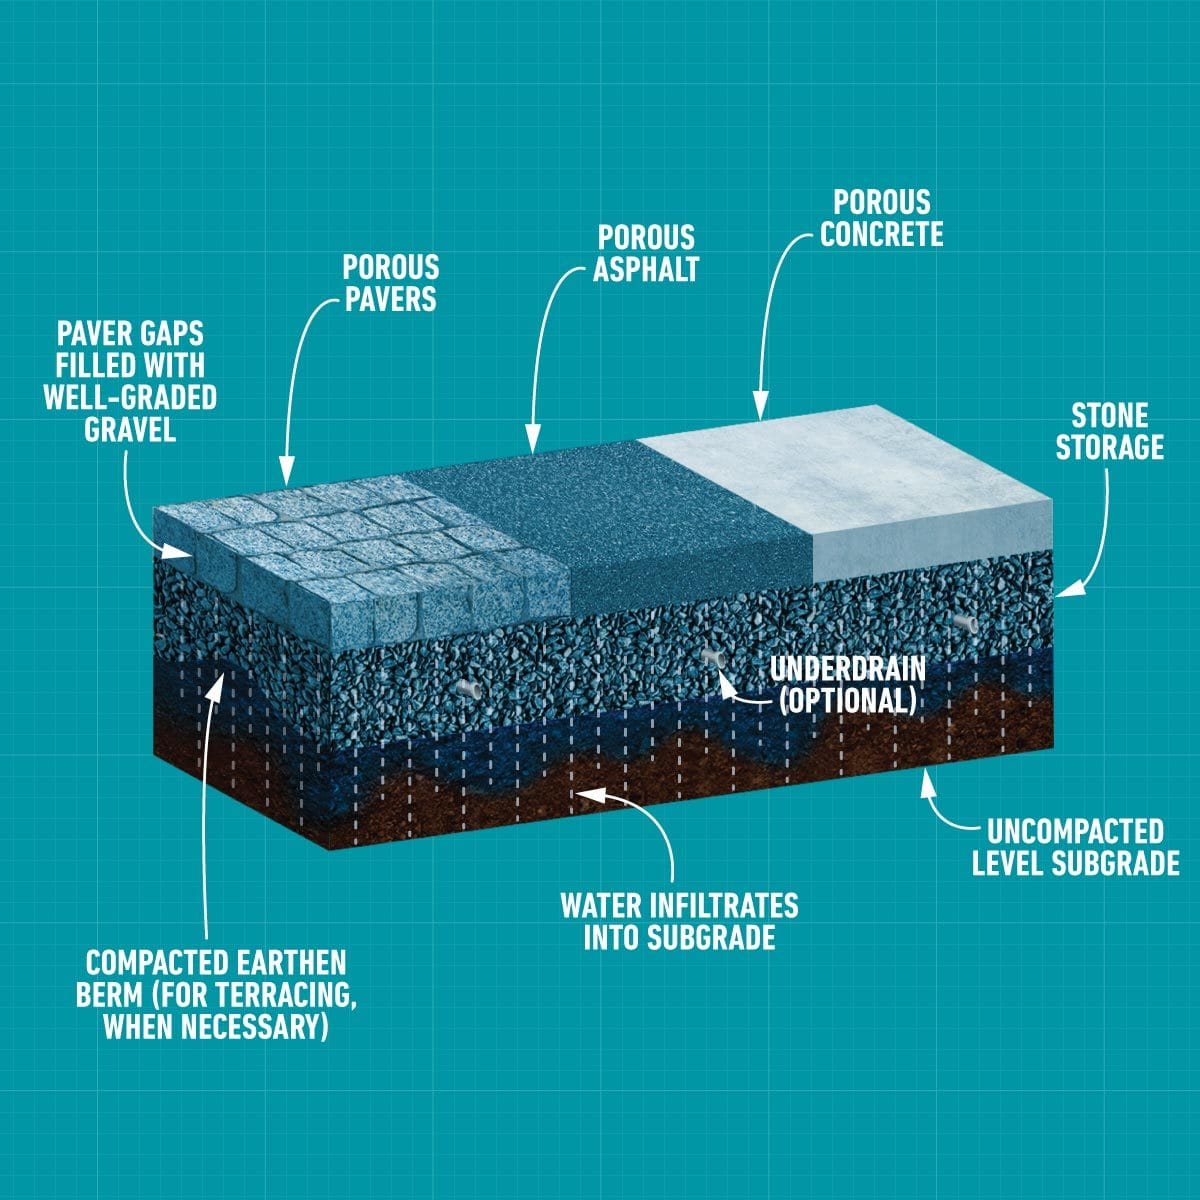 POROUS
CONCRETE
POROUS
ASPHALT
POROUS
PAVERS
PAVER GAPS
FILLED WITH
WELL-GRADED
GRAVEL
STONE
STORAGE
UNDERDRAIN
(OPTIONAL)
UNCOMPACTED
LEVEL SUBGRADE
WATER INFILTRATES
INTO SUBGRADE
COMPACTED EARTHEN
BERM (FOR TERRACING,
WHEN NECESSARY)